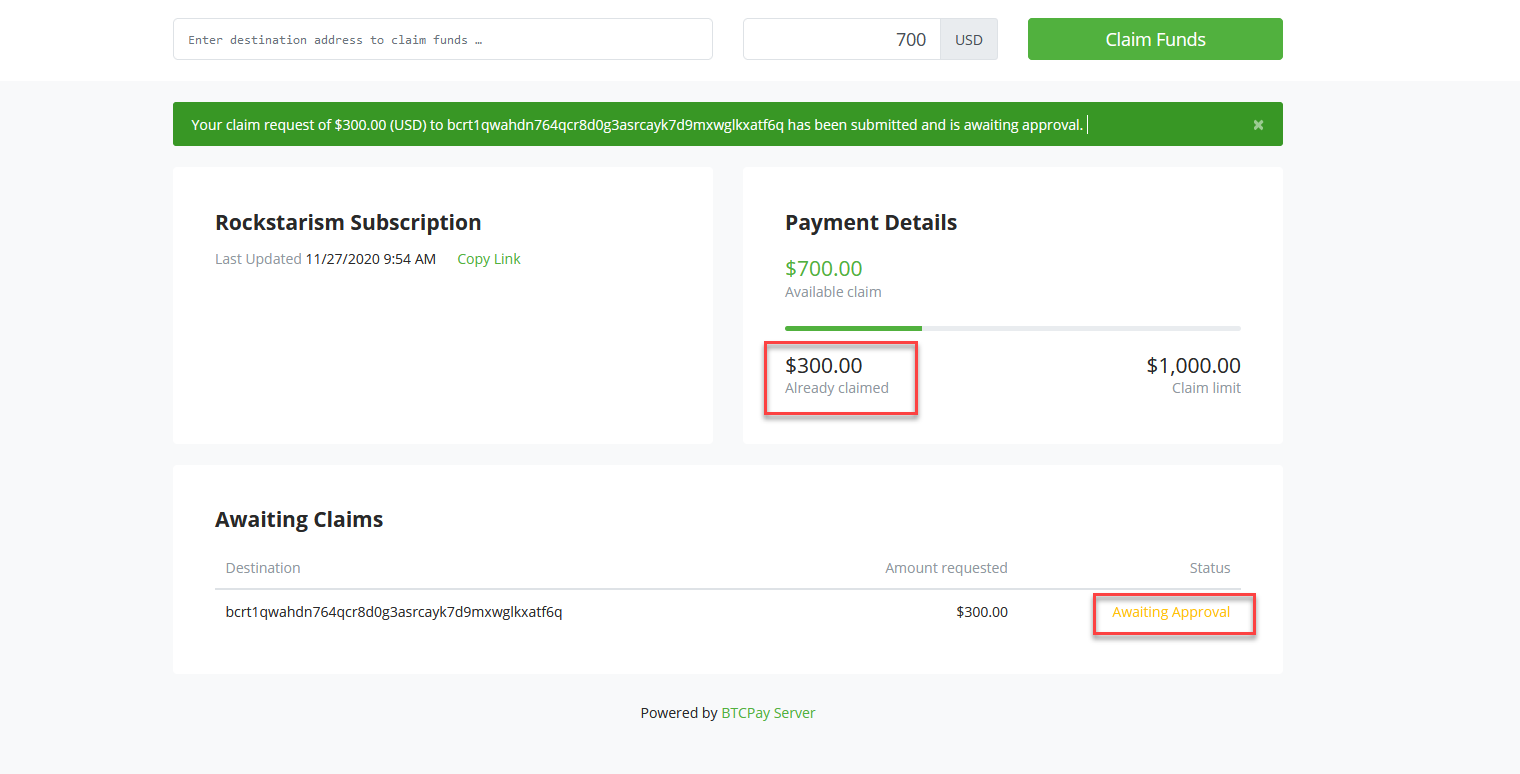 Enter destination address to claim funds …
700 USD
Claim Funds
Your claim request of $300.00 (USD) to bcrt1qwahdn764qcr8d0g3asrcayk7d9mxwglkxatf6q has been submitted and is awaiting approval. ×
Rockstarism Subscription
Last Updated 11/27/2020 9:54 AM Copy Link
Payment Details
$700.00
Available claim
$300.00 $1,000.00
Already claimed Claim limit
Awaiting Claims
Destination Amount requested Status
bcrt1qwahdn764qcr8d0g3asrcayk7d9mxwglkxatf6q $300.00 Awaiting Approval
Powered by BTCPay Server